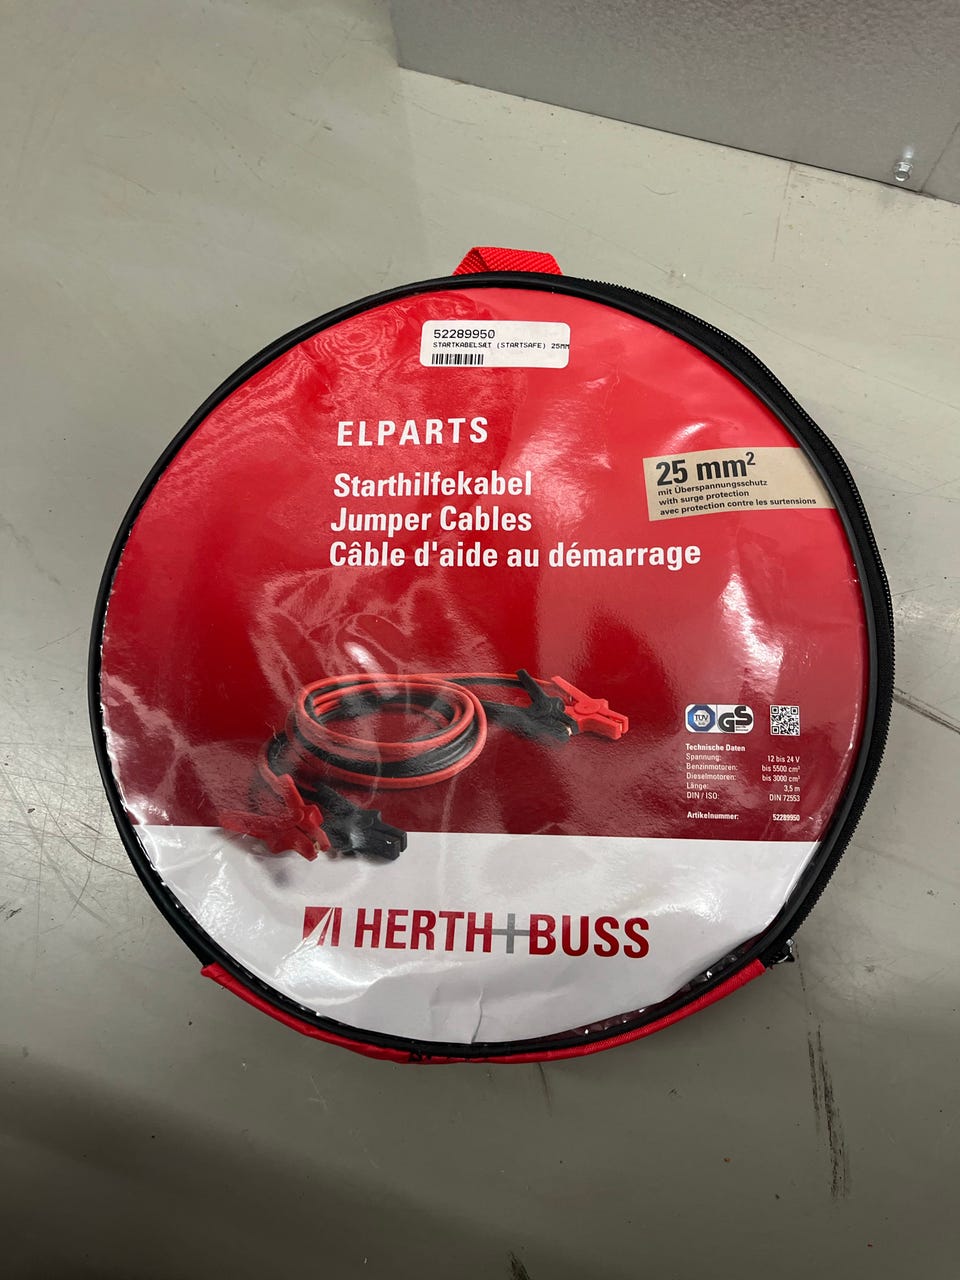 52289950
STARTKABELSÆT (STARTSAFE) 25MM
ELPARTS
Starthilfekabel
Jumper Cables
Câble d'aide au démarrage
25 mm²
mit Überspannungsschutz
with surge protection
avec protection contre les surtensions
TÜV GS
Technische Daten
Spannung: 12 bis 24 V
Benzinmotoren: bis 5500 cm³
Dieselmotoren: bis 3000 cm³
Länge: 3,5 m
DIN / ISO: DIN 72553
Artikelnummer: 52289950
HERTH+BUSS